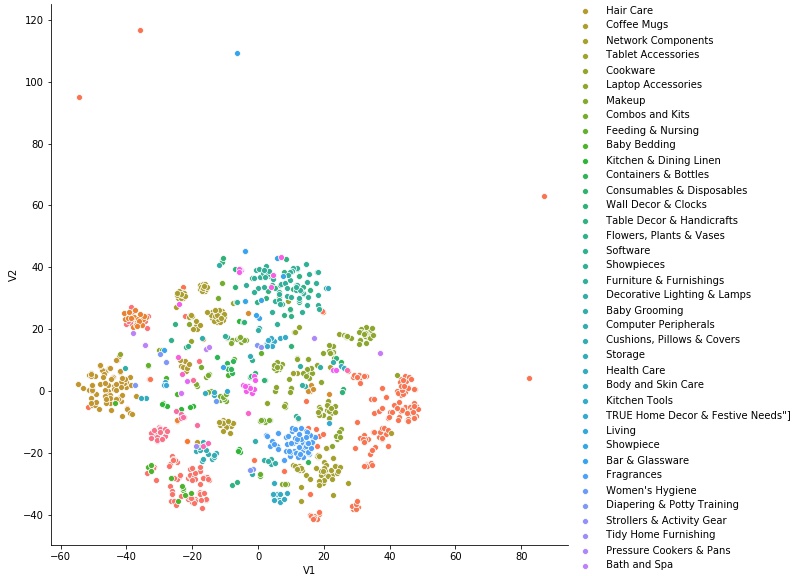 120
100
80
60
40
20
0
−20
−40
V2
−60
−40
−20
0
20
40
60
80
V1
Hair Care
Coffee Mugs
Network Components
Tablet Accessories
Cookware
Laptop Accessories
Makeup
Combos and Kits
Feeding & Nursing
Baby Bedding
Kitchen & Dining Linen
Containers & Bottles
Consumables & Disposables
Wall Decor & Clocks
Table Decor & Handicrafts
Flowers, Plants & Vases
Software
Showpieces
Furniture & Furnishings
Decorative Lighting & Lamps
Baby Grooming
Computer Peripherals
Cushions, Pillows & Covers
Storage
Health Care
Body and Skin Care
Kitchen Tools
TRUE Home Decor & Festive Needs"]
Living
Showpiece
Bar & Glassware
Fragrances
Women's Hygiene
Diapering & Potty Training
Strollers & Activity Gear
Tidy Home Furnishing
Pressure Cookers & Pans
Bath and Spa